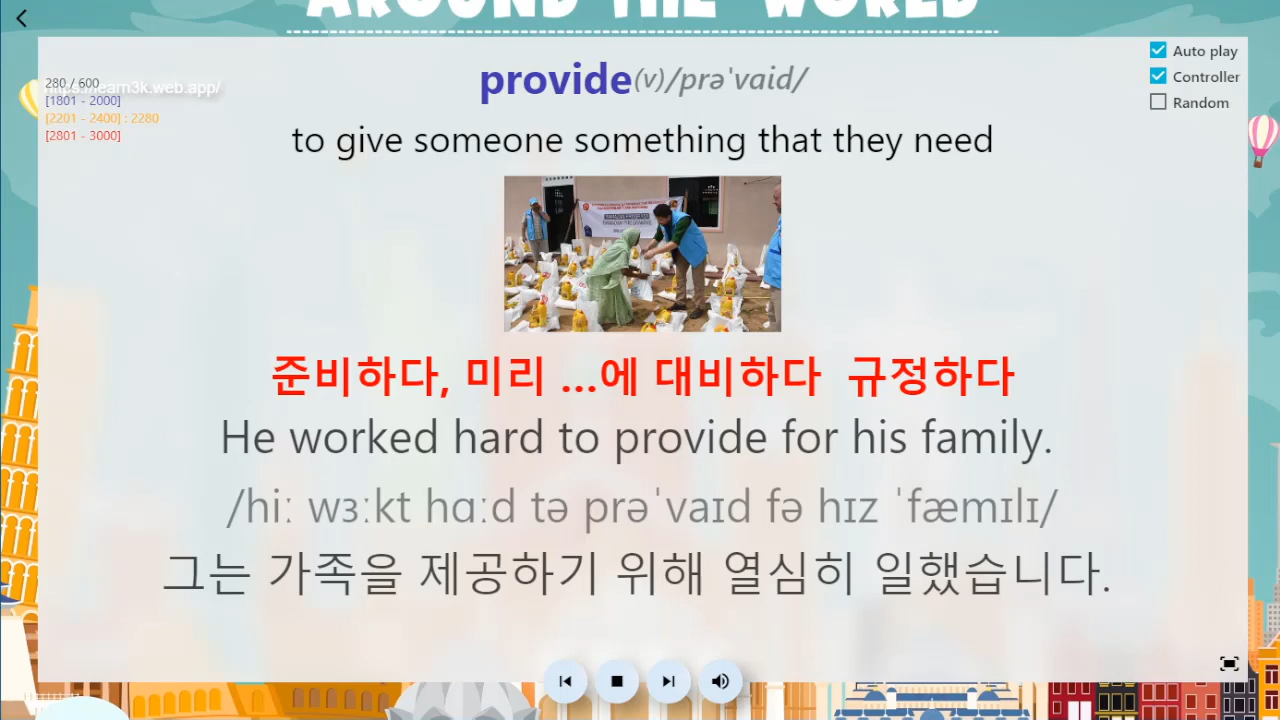 AROUND THE WORLD
280 / 600
https://learn3k.web.app/
[1801 - 2000]
[2201 - 2400] : 2280
[2801 - 3000]
Auto play
Controller
Random
provide(v)/prəˈvaid/
to give someone something that they need
준비하다, 미리 ...에 대비하다 규정하다
He worked hard to provide for his family.
/hiː wɜːkt hɑːd tə prəˈvaɪd fə hɪz ˈfæmɪlɪ/
그는 가족을 제공하기 위해 열심히 일했습니다.